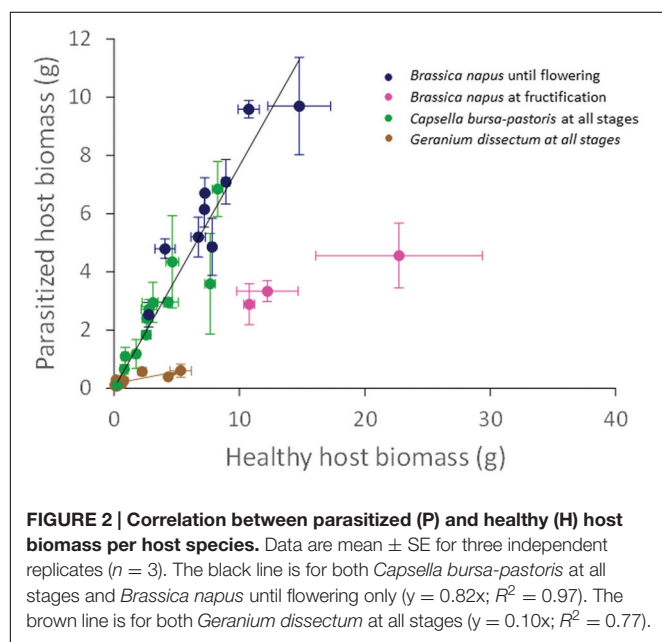 Parasitized host biomass (g)
12
10
8
6
4
2
0
0
10
20
30
40
Healthy host biomass (g)
Brassica napus until flowering
Brassica napus at fructification
Capsella bursa-pastoris at all stages
Geranium dissectum at all stages
FIGURE 2 | Correlation between parasitized (P) and healthy (H) host
biomass per host species. Data are mean ± SE for three independent
replicates (n = 3). The black line is for both Capsella bursa-pastoris at all
stages and Brassica napus until flowering only (y = 0.82x; R² = 0.97). The
brown line is for both Geranium dissectum at all stages (y = 0.10x; R² = 0.77).